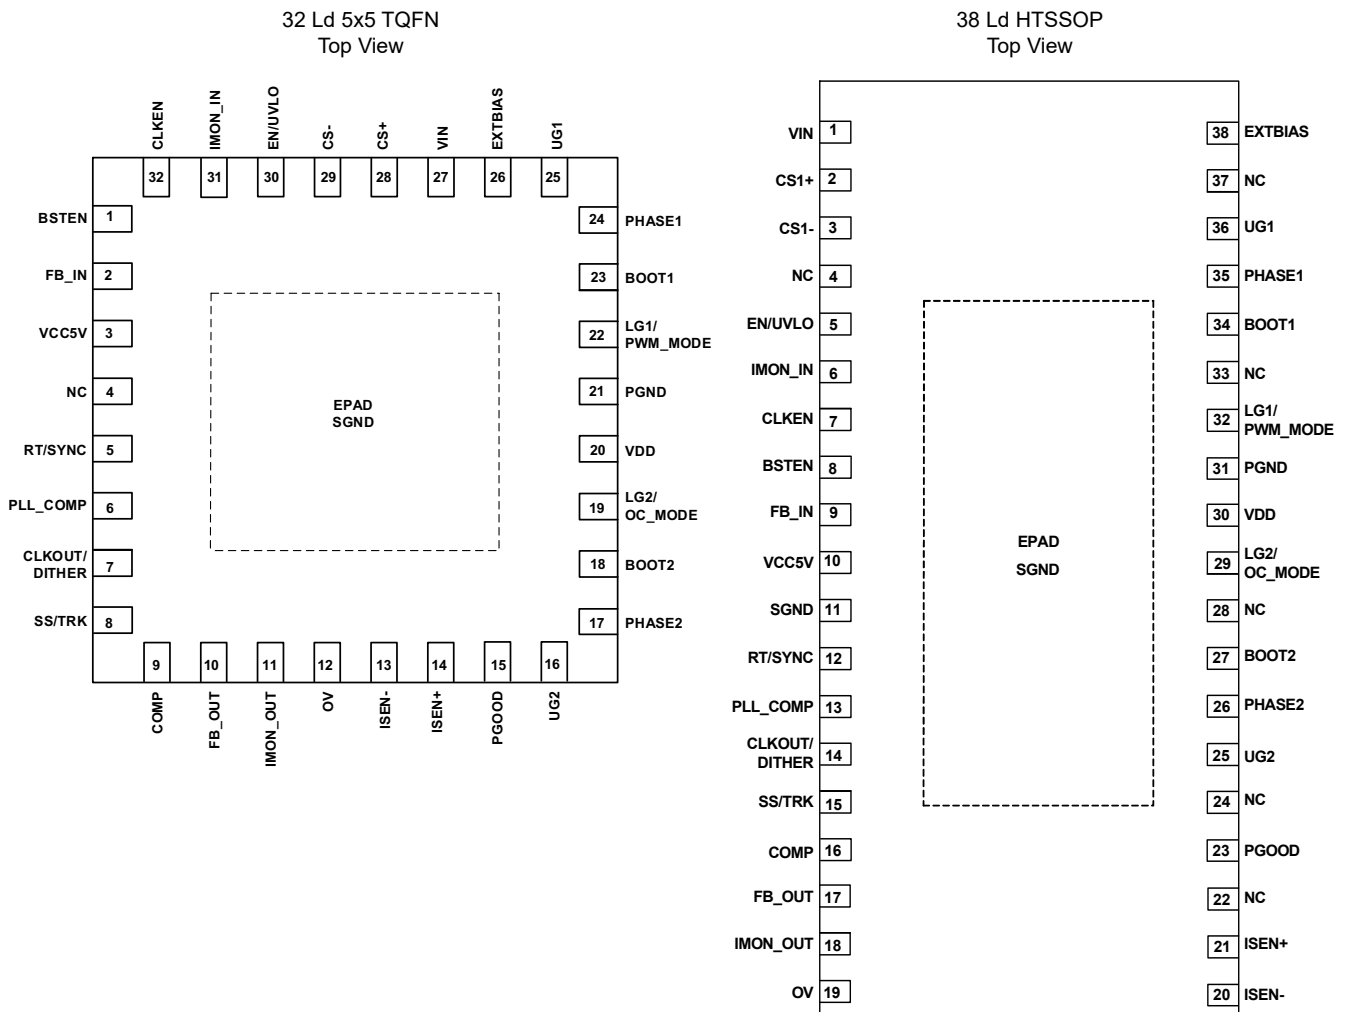 32 Ld 5x5 TQFN
Top View
CLKEN
IMON_IN
EN/UVLO
CS-
CS+
VIN
EXTBIAS
UG1
32 31 30 29 28 27 26 25
BSTEN 1
FB_IN 2
VCC5V 3
NC 4
RT/SYNC 5
PLL_COMP 6
CLKOUT/
DITHER 7
SS/TRK 8
EPAD
SGND
24 PHASE1
23 BOOT1
22 LG1/
PWM_MODE
21 PGND
20 VDD
19 LG2/
OC_MODE
18 BOOT2
17 PHASE2
9 10 11 12 13 14 15 16
COMP
FB_OUT
IMON_OUT
OV
ISEN-
ISEN+
PGOOD
UG2
38 Ld HTSSOP
Top View
VIN 1
CS1+ 2
CS1- 3
NC 4
EN/UVLO 5
IMON_IN 6
CLKEN 7
BSTEN 8
FB_IN 9
VCC5V 10
SGND 11
RT/SYNC 12
PLL_COMP 13
CLKOUT/
DITHER 14
SS/TRK 15
COMP 16
FB_OUT 17
IMON_OUT 18
OV 19
EPAD
SGND
38 EXTBIAS
37 NC
36 UG1
35 PHASE1
34 BOOT1
33 NC
32 LG1/
PWM_MODE
31 PGND
30 VDD
29 LG2/
OC_MODE
28 NC
27 BOOT2
26 PHASE2
25 UG2
24 NC
23 PGOOD
22 NC
21 ISEN+
20 ISEN-